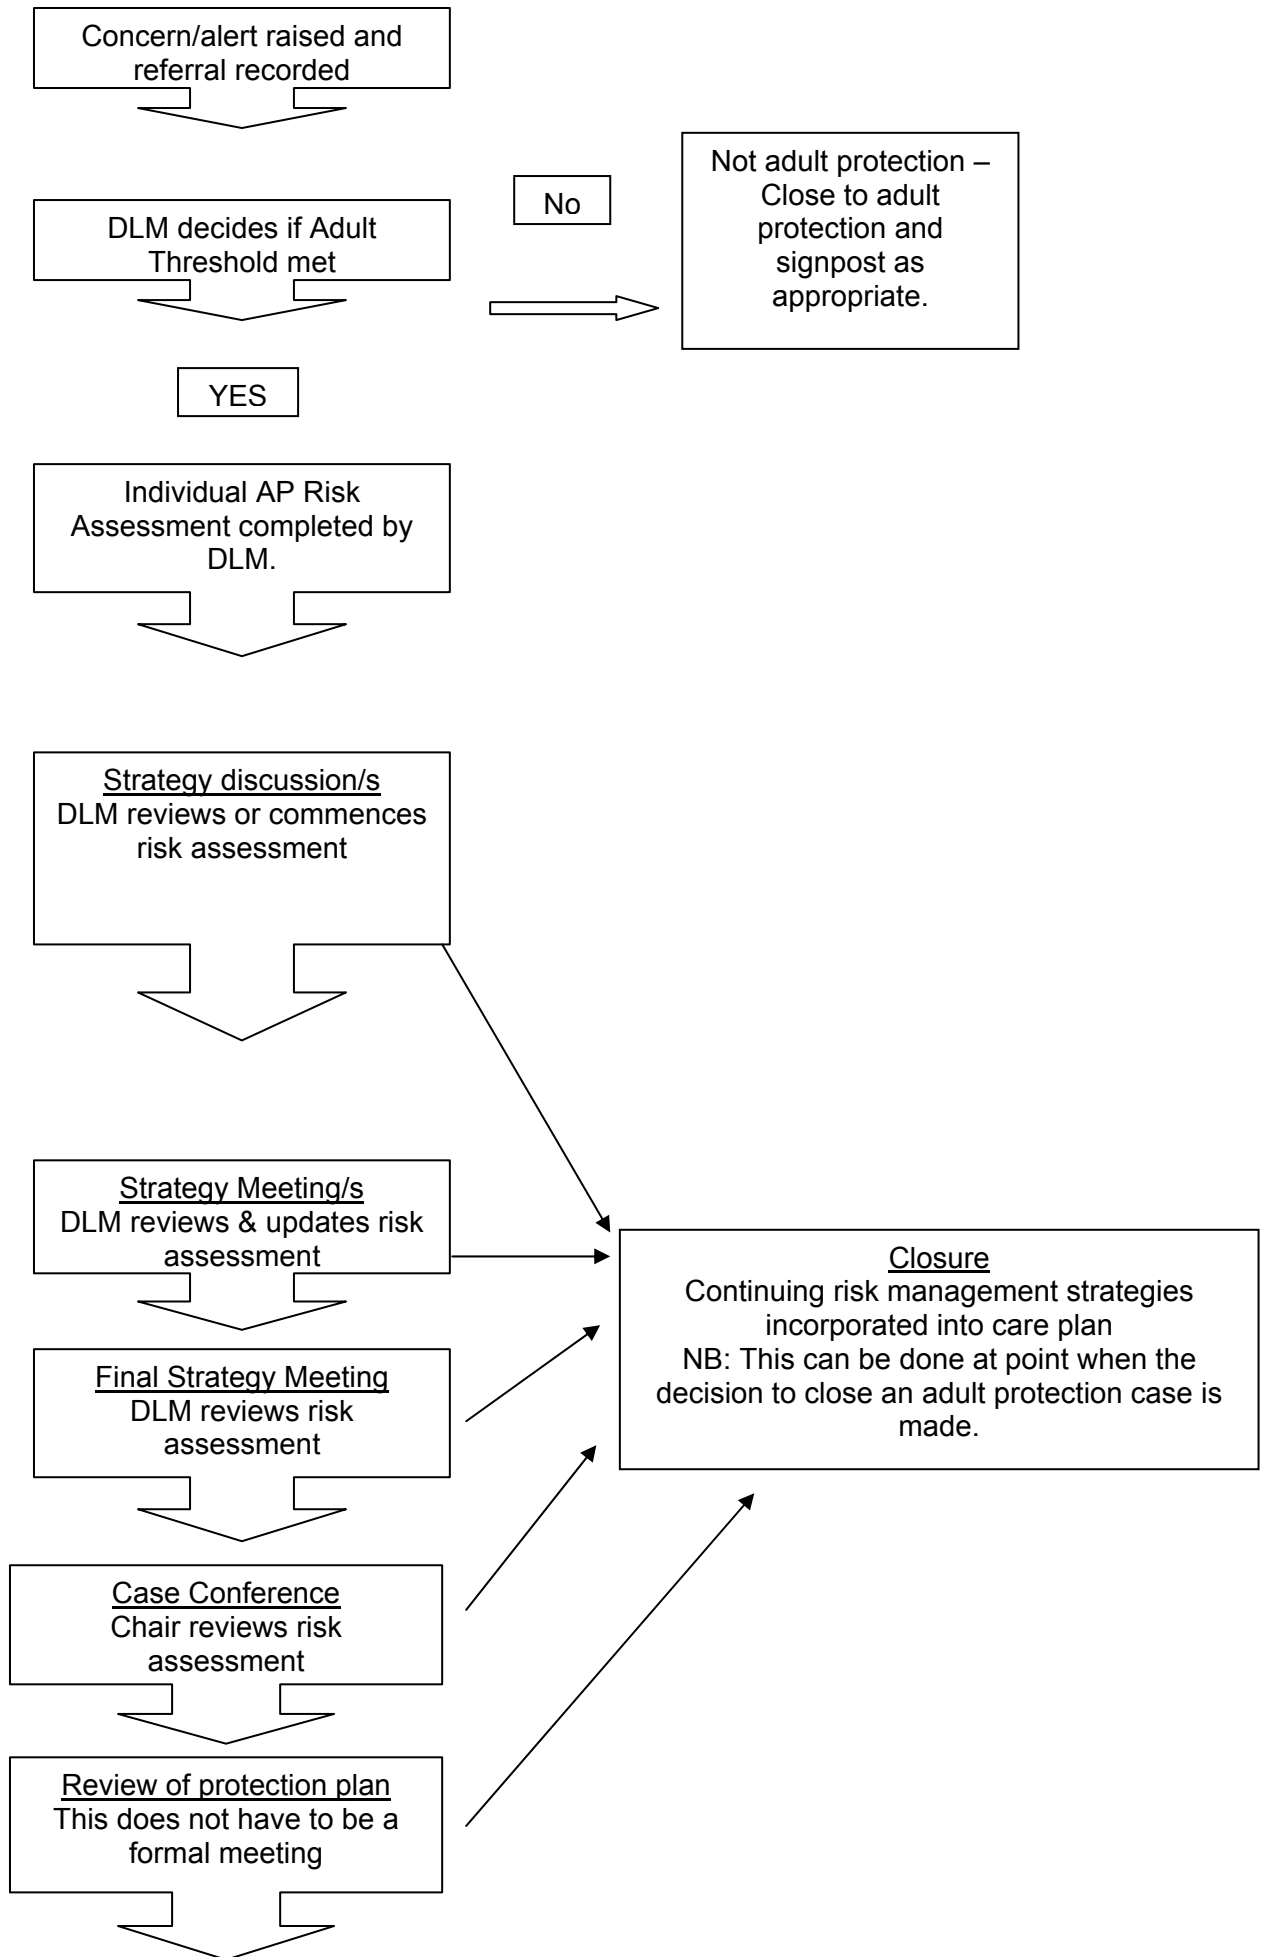 Concern/alert raised and
referral recorded
DLM decides if Adult
Threshold met
No
Not adult protection –
Close to adult
protection and
signpost as
appropriate.
YES
Individual AP Risk
Assessment completed by
DLM.
Strategy discussion/s
DLM reviews or commences
risk assessment
Strategy Meeting/s
DLM reviews & updates risk
assessment
Closure
Continuing risk management strategies
incorporated into care plan
NB: This can be done at point when the
decision to close an adult protection case is
made.
Final Strategy Meeting
DLM reviews risk
assessment
Case Conference
Chair reviews risk
assessment
Review of protection plan
This does not have to be a
formal meeting